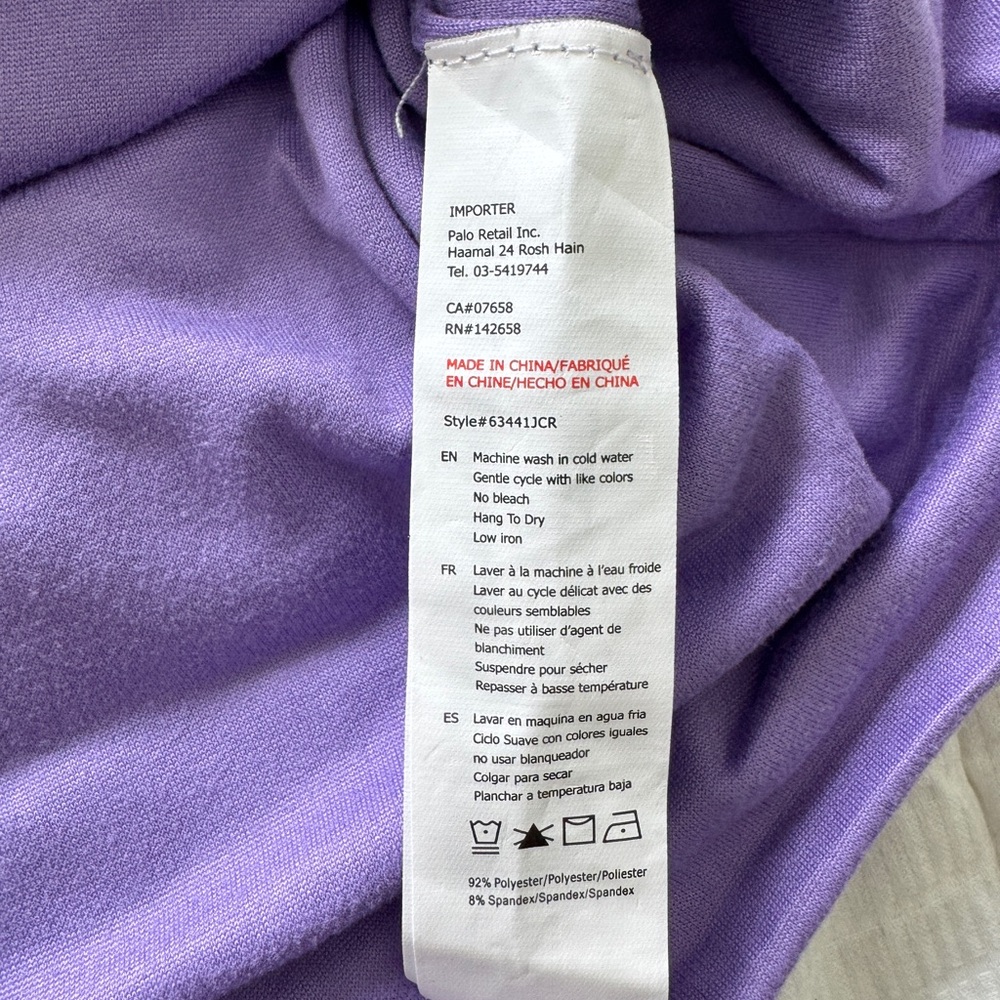 IMPORTER
Palo Retail Inc.
Haamal 24 Rosh Hain
Tel. 03-5419744
CA#07658
RN#142658
MADE IN CHINA/FABRIQUÉ
EN CHINE/HECHO EN CHINA
Style#63441JCR
EN Machine wash in cold water
Gentle cycle with like colors
No bleach
Hang To Dry
Low iron
FR Laver à la machine à l'eau froide
Laver au cycle délicat avec des
couleurs semblables
Ne pas utiliser d'agent de
blanchiment
Suspendre pour sécher
Repasser à basse température
ES Lavar en maquina en agua fria
Ciclo Suave con colores iguales
no usar blanqueador
Colgar para secar
Planchar a temperatura baja
92% Polyester/Polyester/Poliester
8% Spandex/Spandex/Spandex